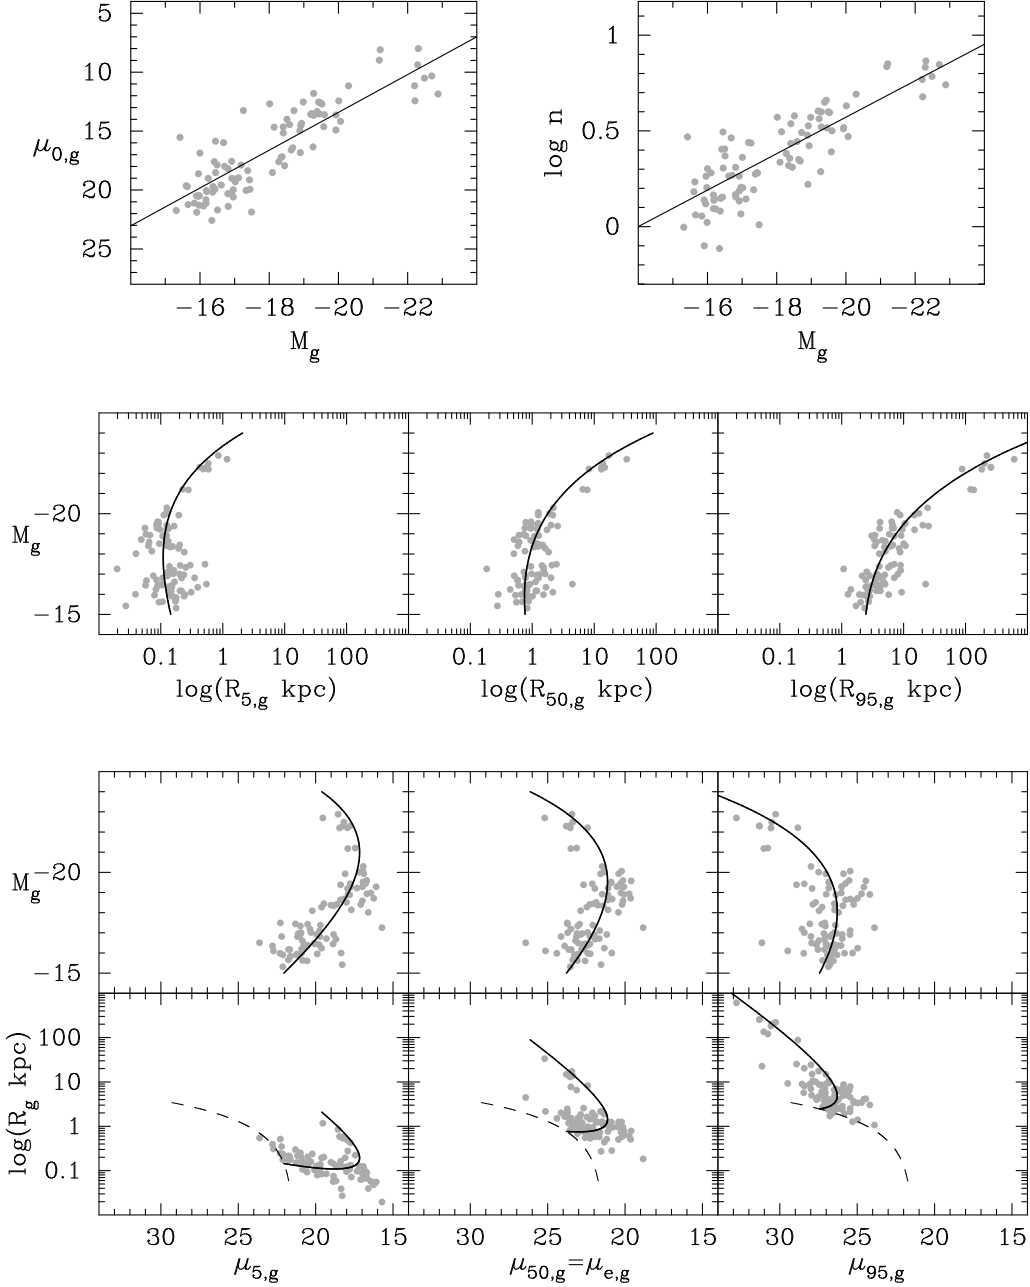 5
10
μ0,g 15
20
25
−16 −18 −20 −22
Mg
1
log n 0.5
0
−16 −18 −20 −22
Mg
Mg −20
−15
0.1 1 10 100 0.1 1 10 100 0.1 1 10 100
log(R5,g kpc) log(R50,g kpc) log(R95,g kpc)
Mg −20
−15
log(Rg kpc)
100
10
1
0.1
30 25 20 15 30 25 20 15 30 25 20 15
μ5,g μ50,g=μe,g μ95,g